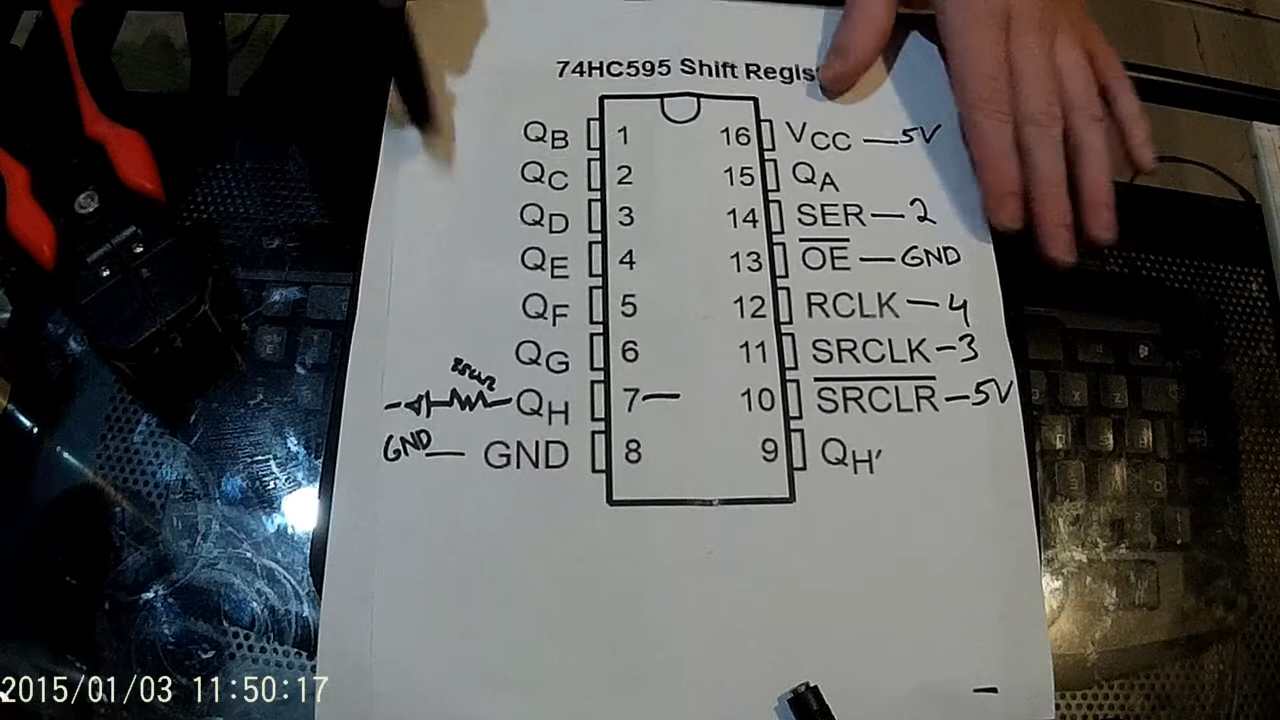 74HC595 Shift Regis
QB 1 16 VCC — 5V
QC 2 15 QA
QD 3 14 SER — 2
QE 4 13 OE — GND
QF 5 12 RCLK — 4
QG 6 11 SRCLK - 3
QH 7 — 10 SRCLR - 5V
GND — GND 8 9 QH'
2015/01/03 11:50:17